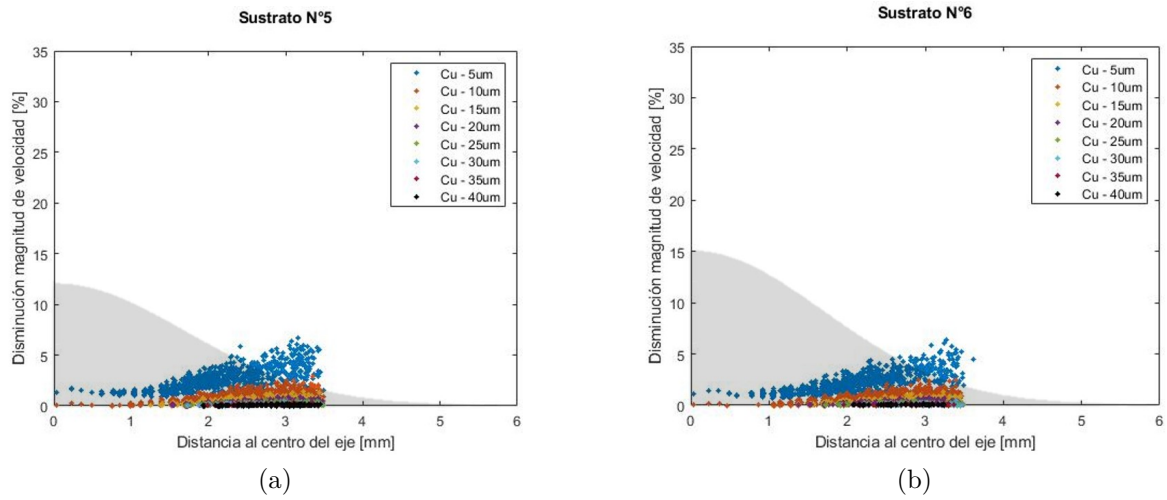 Sustrato N°5
Disminución magnitud de velocidad [%]
35
30
25
20
15
10
5
0
Cu - 5um
Cu - 10um
Cu - 15um
Cu - 20um
Cu - 25um
Cu - 30um
Cu - 35um
Cu - 40um
0 1 2 3 4 5 6
Distancia al centro del eje [mm]
(a)
Sustrato N°6
Disminución magnitud de velocidad [%]
35
30
25
20
15
10
5
0
Cu - 5um
Cu - 10um
Cu - 15um
Cu - 20um
Cu - 25um
Cu - 30um
Cu - 35um
Cu - 40um
0 1 2 3 4 5 6
Distancia al centro del eje [mm]
(b)